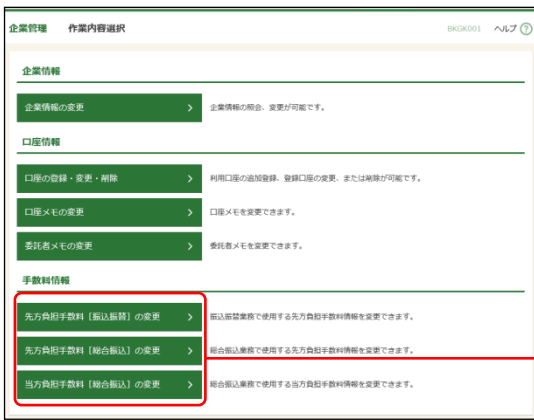 企業管理 作業内容選択 BKGK001 ヘルプ ?
企業情報
企業情報の変更 > 企業情報の照会、変更が可能です。
口座情報
口座の登録・変更・削除 > 利用口座の追加登録、登録口座の変更、または削除が可能です。
口座メモの変更 > 口座メモを変更できます。
委託者メモの変更 > 委託者メモを変更できます。
手数料情報
先方負担手数料［振込振替］の変更 > 振込振替業務で使用する先方負担手数料情報を変更できます。
先方負担手数料［総合振込］の変更 > 総合振込業務で使用する先方負担手数料情報を変更できます。
当方負担手数料［総合振込］の変更 > 総合振込業務で使用する当方負担手数料情報を変更できます。